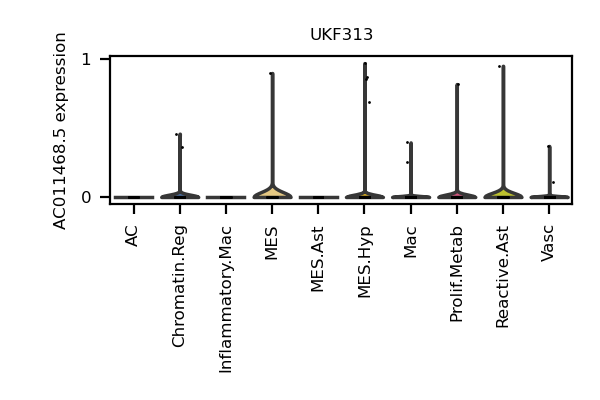 UKF313
AC011468.5 expression
1
0
AC
Chromatin.Reg
Inflammatory.Mac
MES
MES.Ast
MES.Hyp
Mac
Prolif.Metab
Reactive.Ast
Vasc